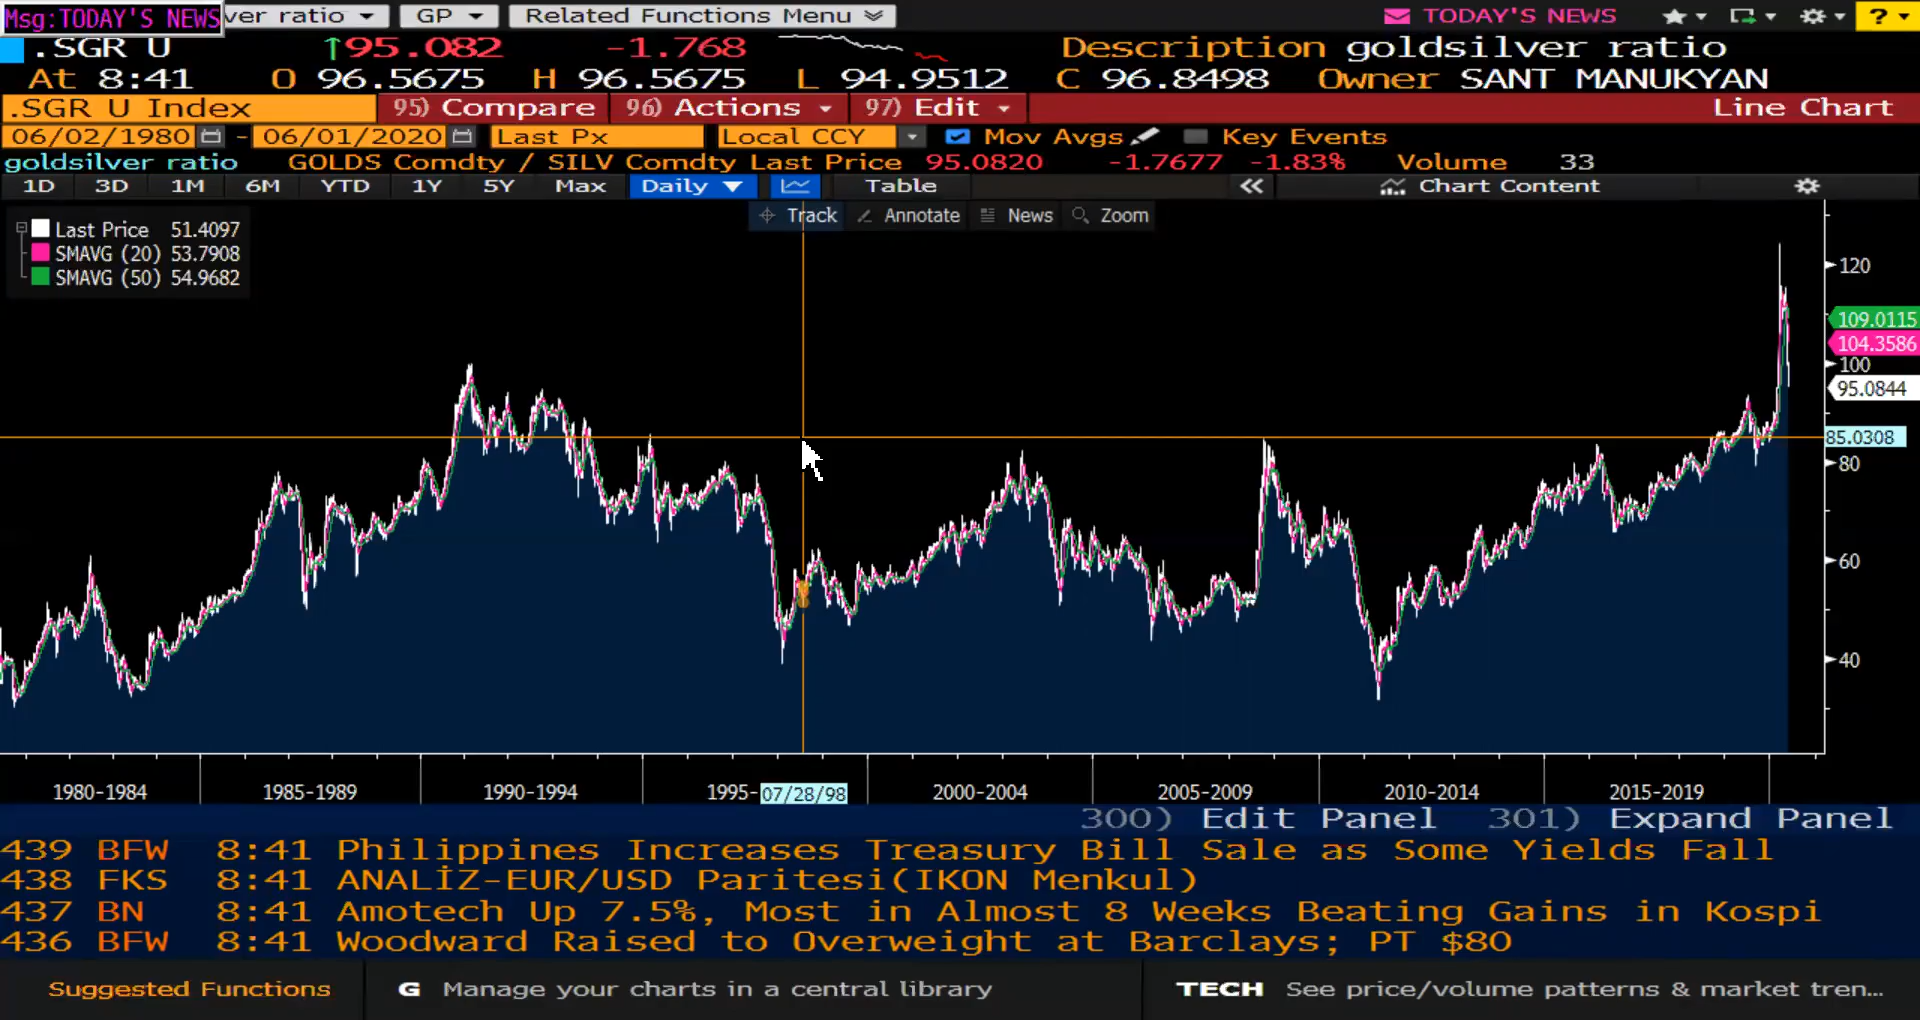 Msg:TODAY'S NEWS ver ratio GP Related Functions Menu TODAY'S NEWS ?
.SGR U ↑95.082 -1.768 Description goldsilver ratio
At 8:41 O 96.5675 H 96.5675 L 94.9512 C 96.8498 Owner SANT MANUKYAN
.SGR U Index 95) Compare 96) Actions 97) Edit Line Chart
06/02/1980 - 06/01/2020 Last Px Local CCY Mov Avgs Key Events
goldsilver ratio GOLDS Comdty / SILV Comdty Last Price 95.0820 -1.7677 -1.83% Volume 33
1D 3D 1M 6M YTD 1Y 5Y Max Daily Table Chart Content
Track Annotate News Zoom
Last Price 51.4097
SMAVG (20) 53.7908
SMAVG (50) 54.9682
120
109.0115
104.3586
100
95.0844
85.0308
80
60
40
1980-1984 1985-1989 1990-1994 1995- 07/28/98 2000-2004 2005-2009 2010-2014 2015-2019
300) Edit Panel 301) Expand Panel
439 BFW 8:41 Philippines Increases Treasury Bill Sale as Some Yields Fall
438 FKS 8:41 ANALİZ-EUR/USD Paritesi(IKON Menkul)
437 BN 8:41 Amotech Up 7.5%, Most in Almost 8 Weeks Beating Gains in Kospi
436 BFW 8:41 Woodward Raised to Overweight at Barclays; PT $80
Suggested Functions G Manage your charts in a central library TECH See price/volume patterns & market tren...